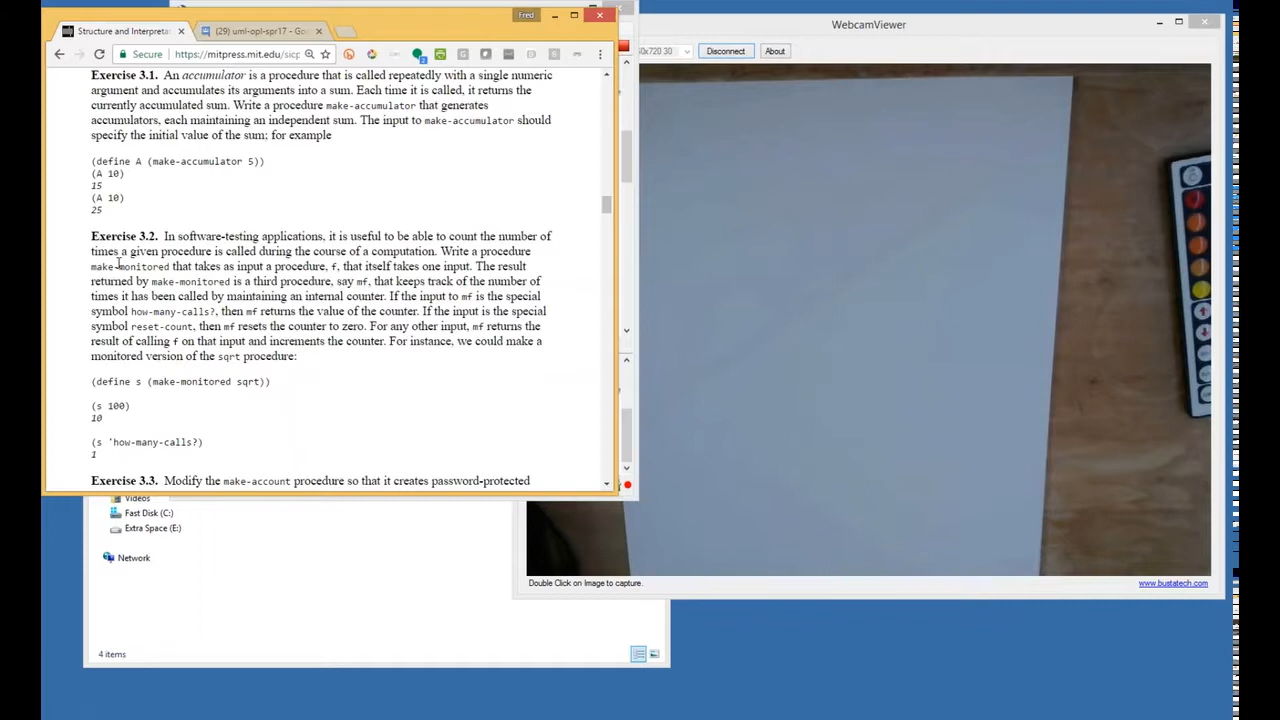 Fred
Structure and Interpreta
(29) uml-opl-spr17 - Go
Secure
https://mitpress.mit.edu/sicp
Exercise 3.1. An accumulator is a procedure that is called repeatedly with a single numeric
argument and accumulates its arguments into a sum. Each time it is called, it returns the
currently accumulated sum. Write a procedure make-accumulator that generates
accumulators, each maintaining an independent sum. The input to make-accumulator should
specify the initial value of the sum; for example
(define A (make-accumulator 5))
(A 10)
15
(A 10)
25
Exercise 3.2. In software-testing applications, it is useful to be able to count the number of
times a given procedure is called during the course of a computation. Write a procedure
make-monitored that takes as input a procedure, f, that itself takes one input. The result
returned by make-monitored is a third procedure, say mf, that keeps track of the number of
times it has been called by maintaining an internal counter. If the input to mf is the special
symbol how-many-calls?, then mf returns the value of the counter. If the input is the special
symbol reset-count, then mf resets the counter to zero. For any other input, mf returns the
result of calling f on that input and increments the counter. For instance, we could make a
monitored version of the sqrt procedure:
(define s (make-monitored sqrt))
(s 100)
10
(s 'how-many-calls?)
1
Exercise 3.3. Modify the make-account procedure so that it creates password-protected
Videos
Fast Disk (C:)
Extra Space (E:)
Network
4 items
WebcamViewer
x720 30
Disconnect
About
Double Click on Image to capture.
www.bustatech.com